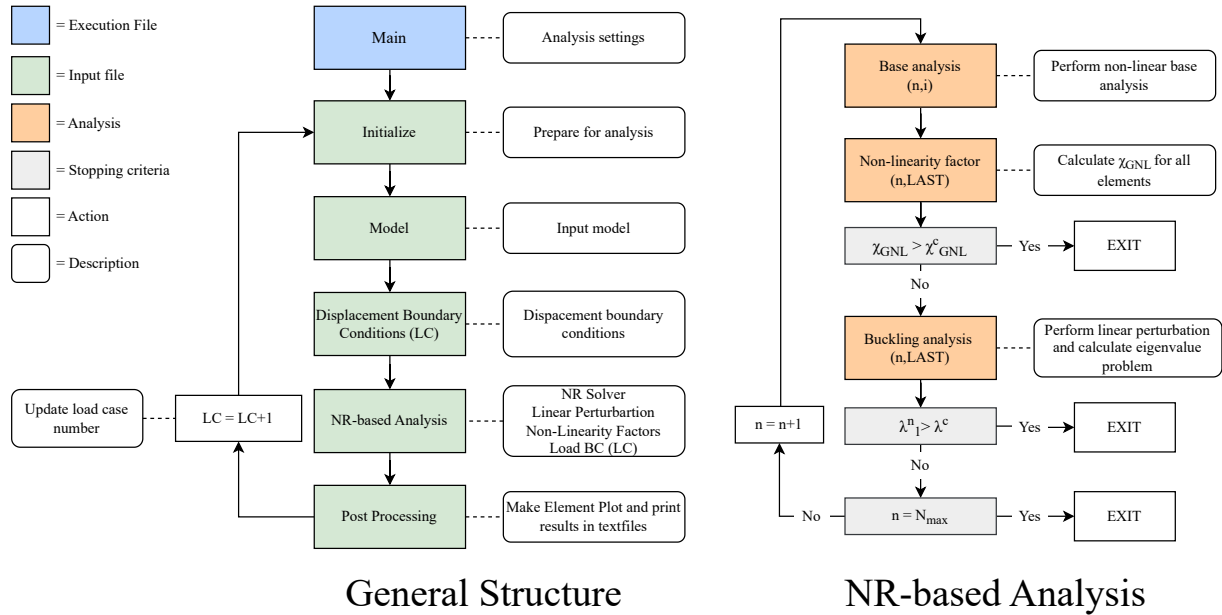 = Execution File
= Input file
= Analysis
= Stopping criteria
= Action
= Description
Main
Analysis settings
Initialize
Prepare for analysis
Model
Input model
Displacement Boundary
Conditions (LC)
Dispacement boundary
conditions
NR-based Analysis
NR Solver
Linear Perturbartion
Non-Linearity Factors
Load BC (LC)
Update load case
number
LC = LC+1
Post Processing
Make Element Plot and print
results in textfiles
General Structure
Base analysis
(n,i)
Perform non-linear base
analysis
Non-linearity factor
(n,LAST)
Calculate χGNL for all
elements
χGNL > χcGNL
Yes
EXIT
No
Buckling analysis
(n,LAST)
Perform linear perturbation
and calculate eigenvalue
problem
n = n+1
λn1> λc
Yes
EXIT
No
No
n = Nmax
Yes
EXIT
NR-based Analysis